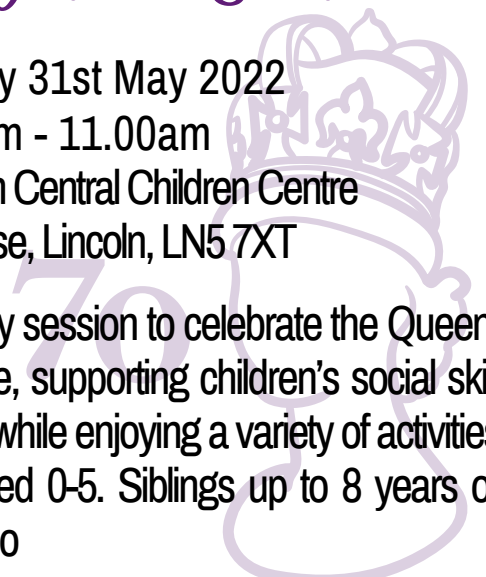 y 31st May 2022
m - 11.00am
n Central Children Centre
se, Lincoln, LN5 7XT
70
y session to celebrate the Queen
e, supporting children’s social ski
while enjoying a variety of activities
ed 0-5. Siblings up to 8 years o
o